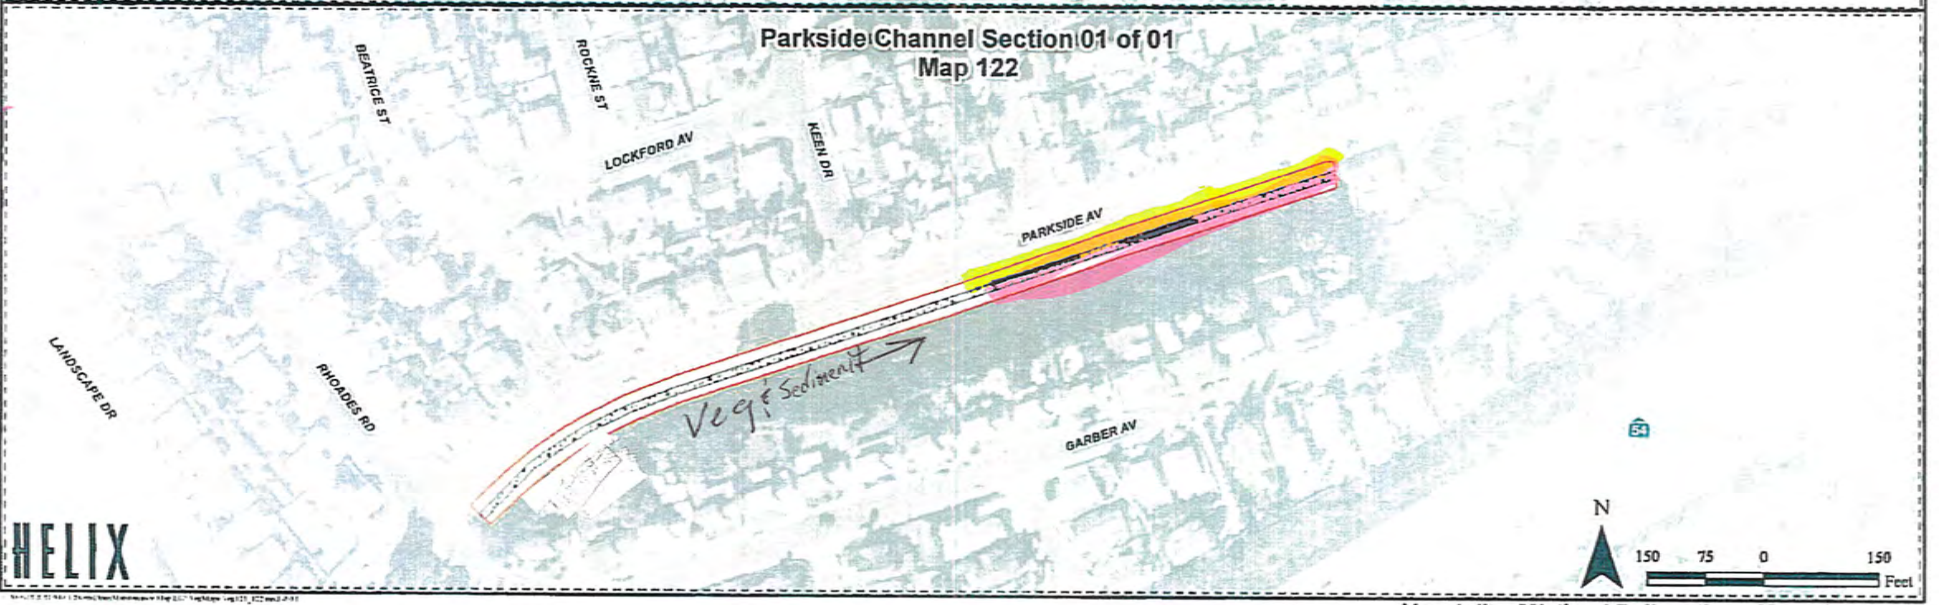 Parkside Channel Section 01 of 01
Map 122
BEATRICE ST
ROCKNE ST
LOCKFORD AV
KEEN DR
PARKSIDE AV
LANDSCAPE DR
RHOADES RD
Veg & Sediment
GARBER AV
54
N
HELIX
150 75 0 150
Feet